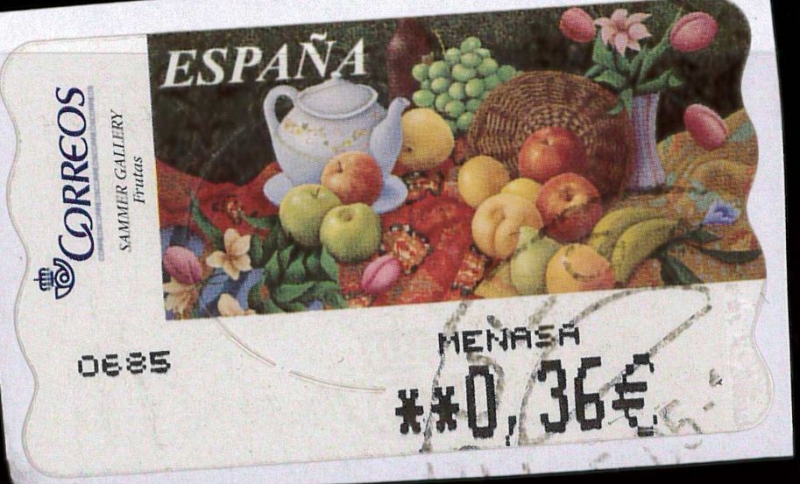 ESPAÑA
CORREOS
SAMMER GALLERY
Frutas
0685
MENASA
**0,36€